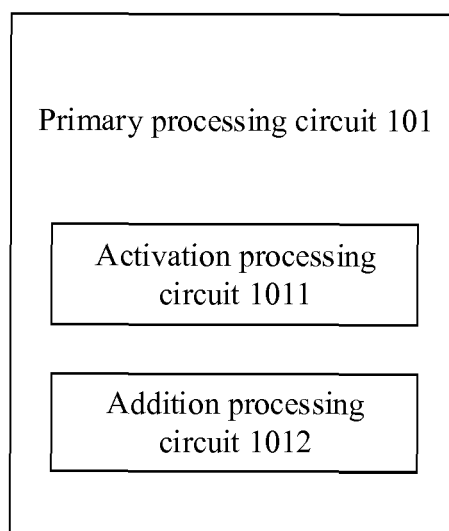 Primary processing circuit 101
Activation processing
circuit 1011
Addition processing
circuit 1012